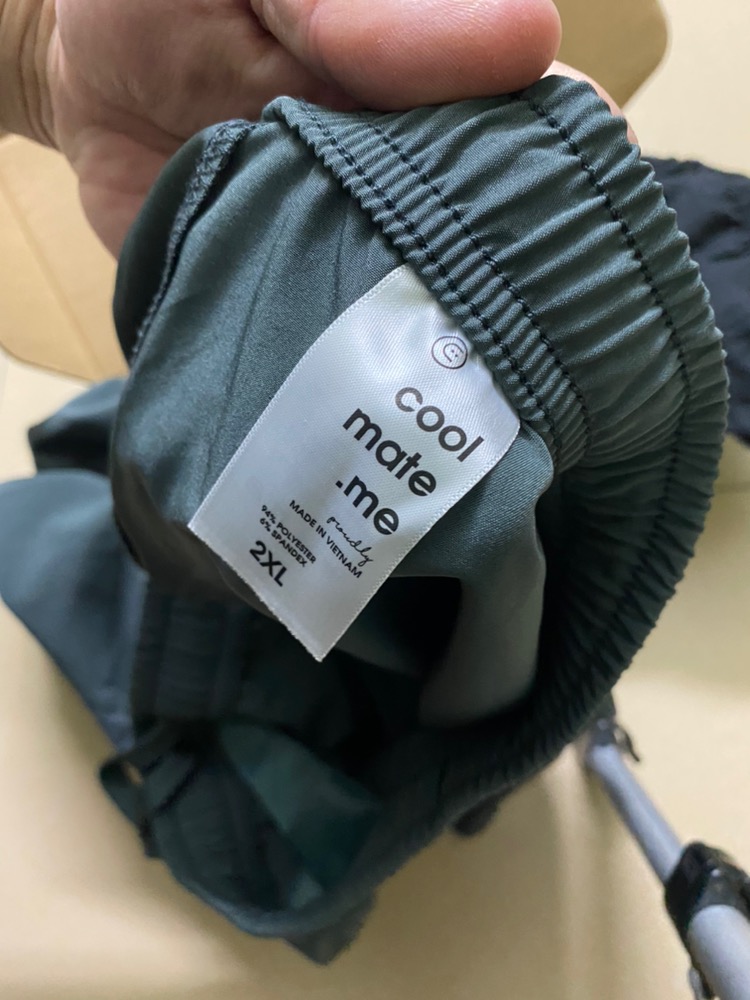 cool
mate
.me
proudly
MADE IN VIETNAM
94% POLYESTER
6% SPANDEX
2XL